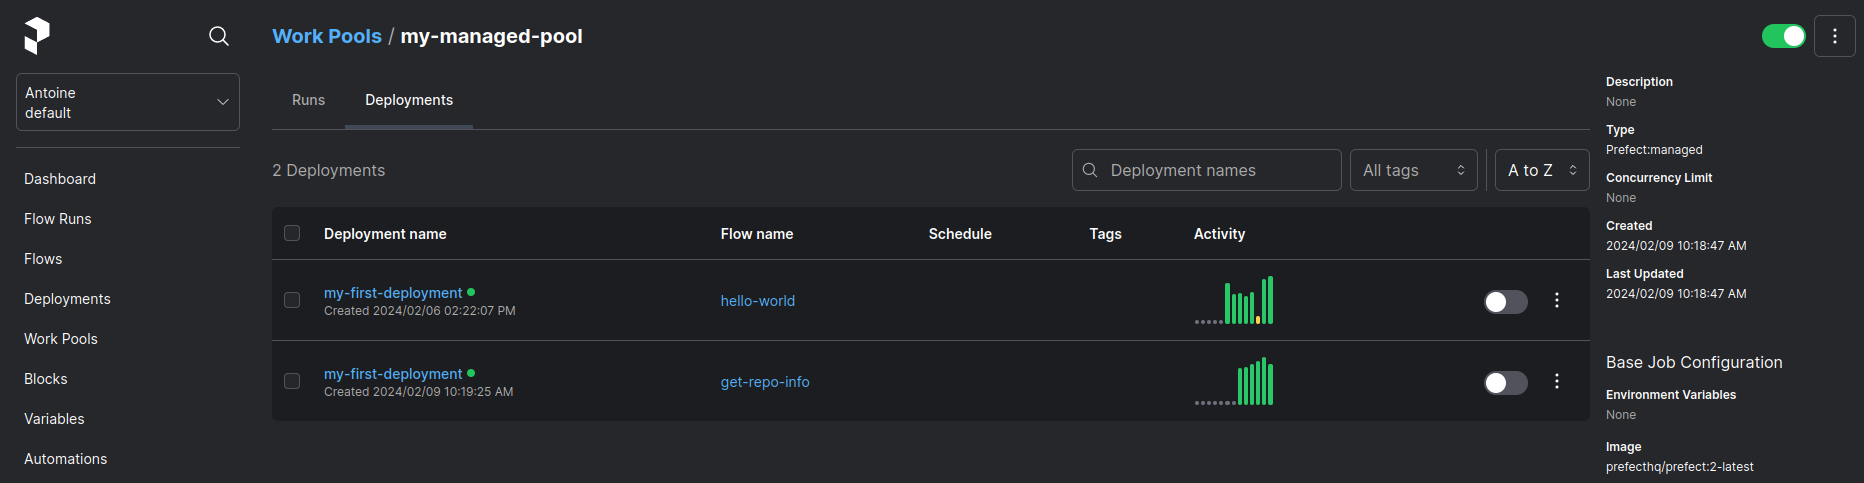 Work Pools / my-managed-pool
Antoine
default
Dashboard
Flow Runs
Flows
Deployments
Work Pools
Blocks
Variables
Automations
Runs Deployments
2 Deployments Deployment names All tags A to Z
Deployment name Flow name Schedule Tags Activity
my-first-deployment hello-world
Created 2024/02/06 02:22:07 PM
my-first-deployment get-repo-info
Created 2024/02/09 10:19:25 AM
Description
None
Type
Prefect:managed
Concurrency Limit
None
Created
2024/02/09 10:18:47 AM
Last Updated
2024/02/09 10:18:47 AM
Base Job Configuration
Environment Variables
None
Image
prefecthq/prefect:2-latest